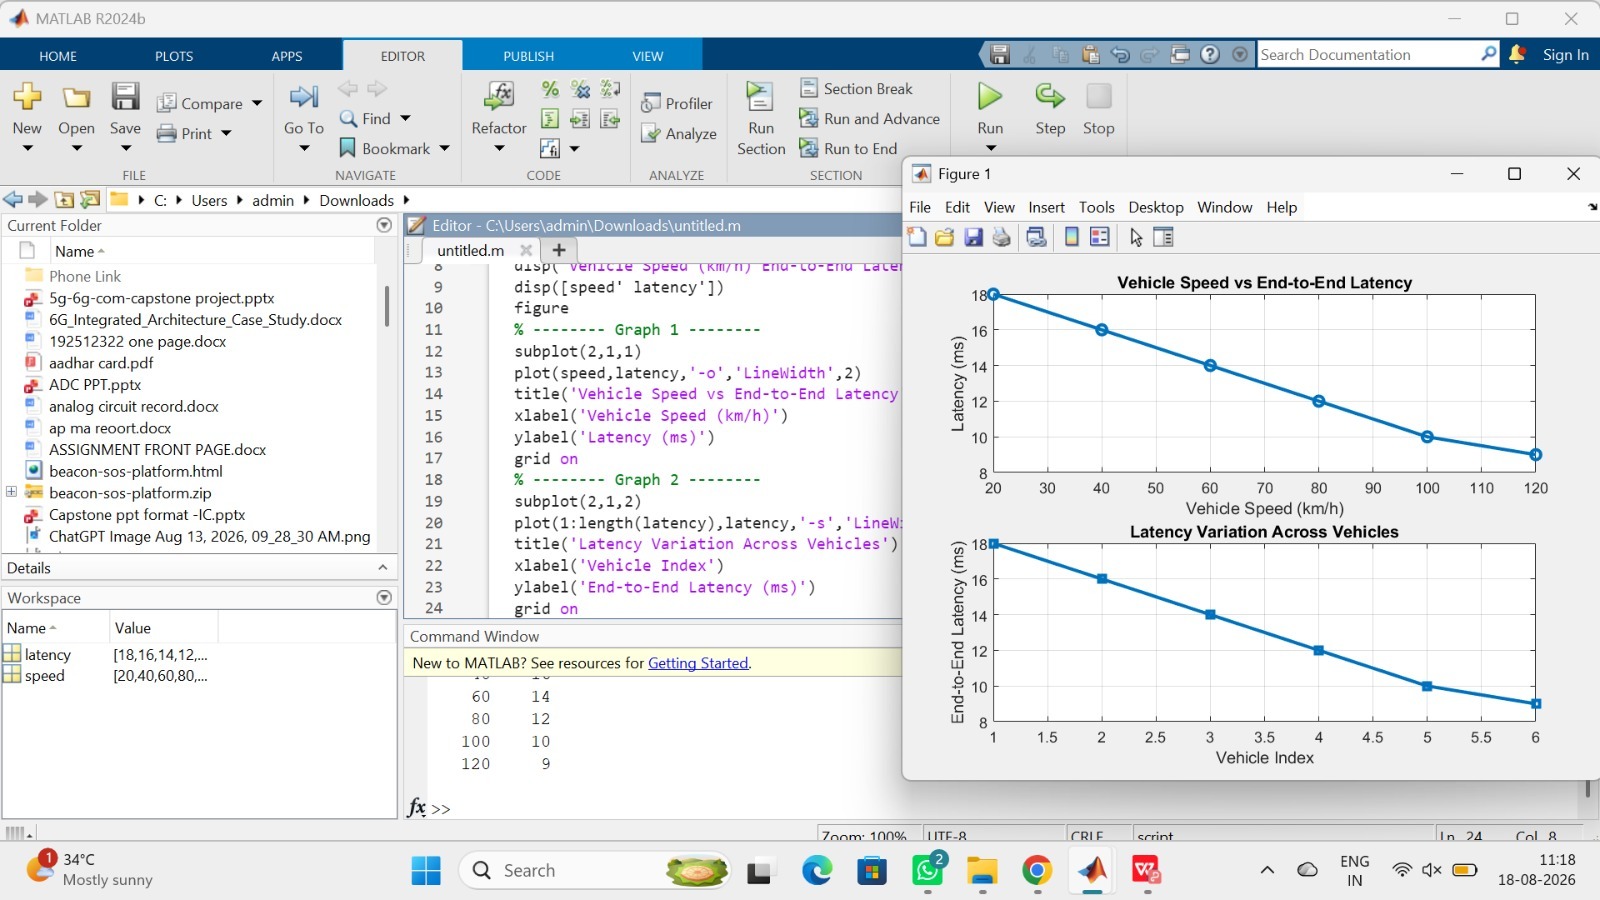 MATLAB R2024b
HOME PLOTS APPS EDITOR PUBLISH VIEW
Search Documentation
Sign In
New
Open
Save
Compare
Print
FILE
Go To
Find
Bookmark
NAVIGATE
Refactor
CODE
Profiler
Analyze
ANALYZE
Run Section
Section Break
Run and Advance
Run to End
SECTION
Run
Step
Stop
C: Users admin Downloads
Current Folder
Name
Phone Link
5g-6g-com-capstone project.pptx
6G_Integrated_Architecture_Case_Study.docx
192512322 one page.docx
aadhar card.pdf
ADC PPT.pptx
analog circuit record.docx
ap ma reoort.docx
ASSIGNMENT FRONT PAGE.docx
beacon-sos-platform.html
beacon-sos-platform.zip
Capstone ppt format -IC.pptx
ChatGPT Image Aug 13, 2026, 09_28_30 AM.png
Details
Workspace
Name Value
latency [18,16,14,12,...
speed [20,40,60,80,...
Editor - C:\Users\admin\Downloads\untitled.m
untitled.m
8 disp('Vehicle Speed (km/h) End-to-End Later
9 disp([speed' latency'])
10 figure
11 % -------- Graph 1 --------
12 subplot(2,1,1)
13 plot(speed,latency,'-o','LineWidth',2)
14 title('Vehicle Speed vs End-to-End Latency
15 xlabel('Vehicle Speed (km/h)')
16 ylabel('Latency (ms)')
17 grid on
18 % -------- Graph 2 --------
19 subplot(2,1,2)
20 plot(1:length(latency),latency,'-s','LineW
21 title('Latency Variation Across Vehicles')
22 xlabel('Vehicle Index')
23 ylabel('End-to-End Latency (ms)')
24 grid on
Command Window
New to MATLAB? See resources for Getting Started.
60 14
80 12
100 10
120 9
fx >>
Figure 1
File Edit View Insert Tools Desktop Window Help
Vehicle Speed vs End-to-End Latency
Latency (ms)
18
16
14
12
10
8
20 30 40 50 60 70 80 90 100 110 120
Vehicle Speed (km/h)
Latency Variation Across Vehicles
End-to-End Latency (ms)
18
16
14
12
10
8
1 1.5 2 2.5 3 3.5 4 4.5 5 5.5 6
Vehicle Index
Zoom: 100% UTF-8 CRLF script Ln 24 Col 8
1
34°C
Mostly sunny
Search
2
ENG
IN
11:18
18-08-2026